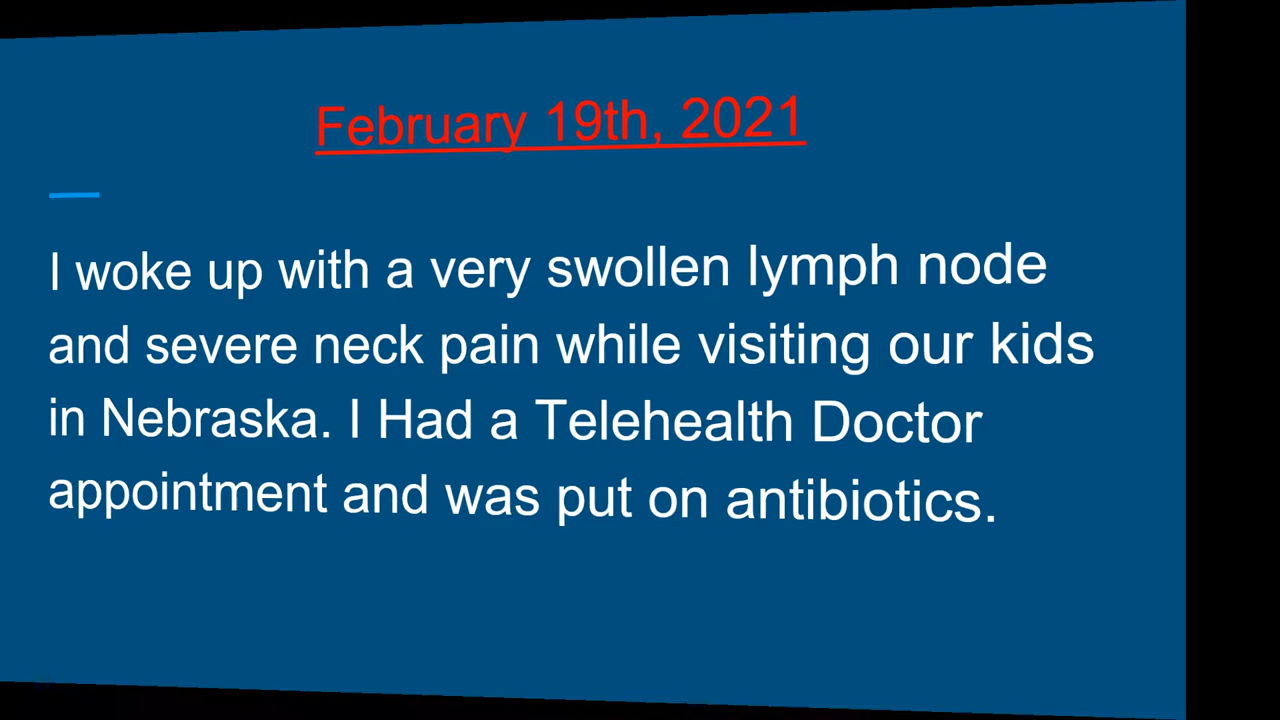 February 19th, 2021
I woke up with a very swollen lymph node
and severe neck pain while visiting our kids
in Nebraska. I Had a Telehealth Doctor
appointment and was put on antibiotics.